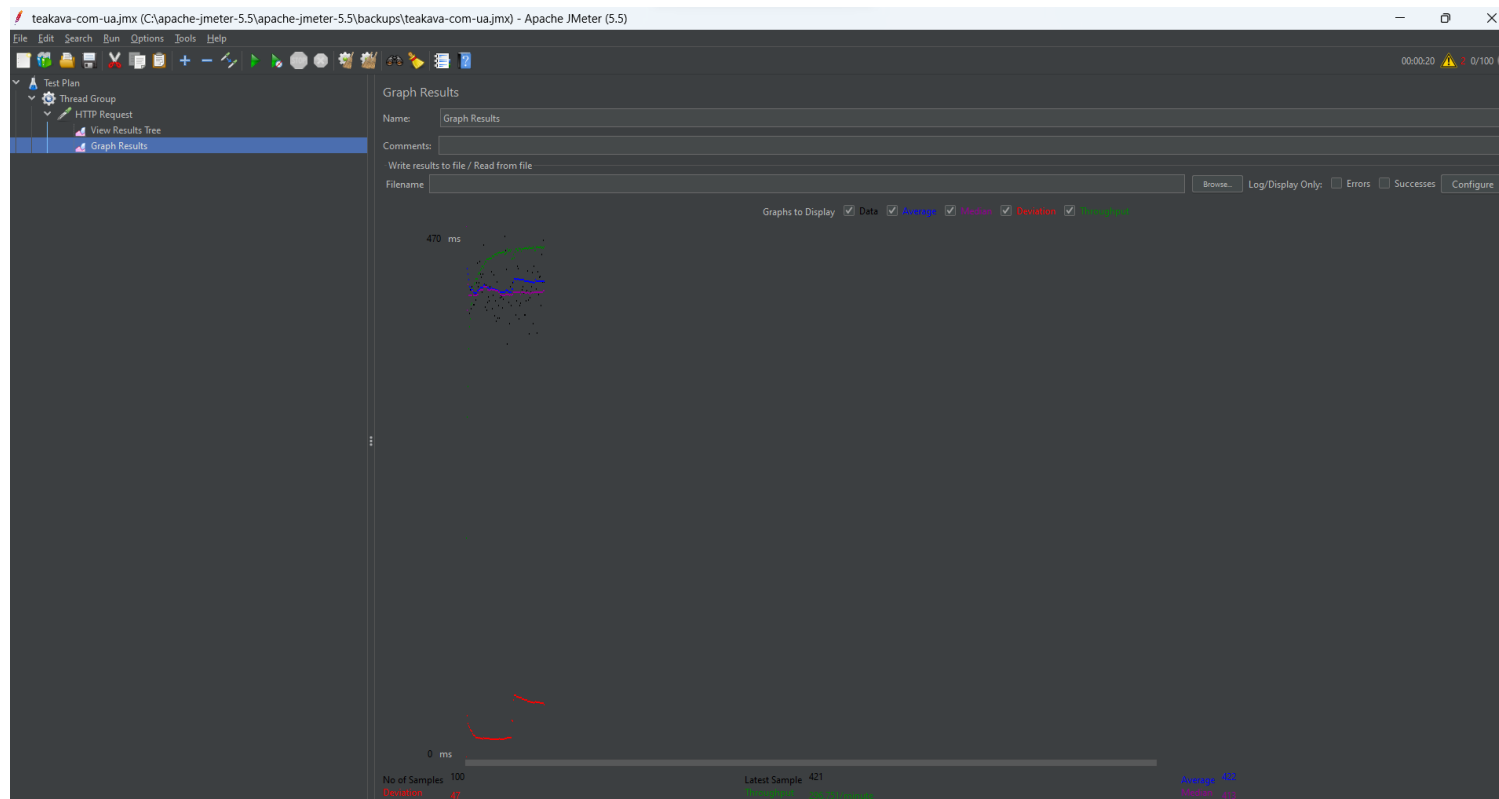 teakava-com-ua.jmx (C:\apache-jmeter-5.5\apache-jmeter-5.5\backups\teakava-com-ua.jmx) - Apache JMeter (5.5)
File Edit Search Run Options Tools Help
00:00:20 2 0/100
Test Plan
Thread Group
HTTP Request
View Results Tree
Graph Results
Graph Results
Name: Graph Results
Comments:
Write results to file / Read from file
Filename Browse... Log/Display Only: Errors Successes Configure
Graphs to Display Data Average Median Deviation Throughput
470 ms
0 ms
No of Samples 100 Latest Sample 421 Average 422
Deviation 47 Throughput